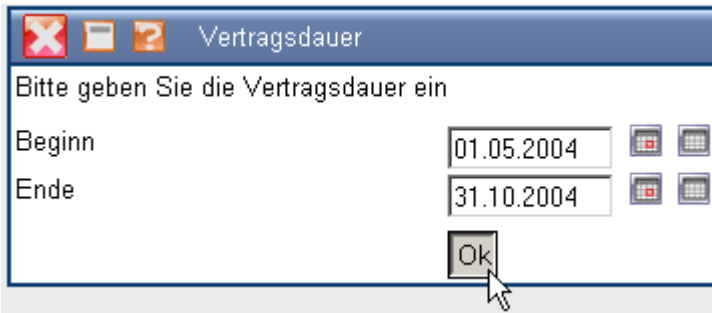 Vertragsdauer
Bitte geben Sie die Vertragsdauer ein
Beginn 01.05.2004
Ende 31.10.2004
Ok